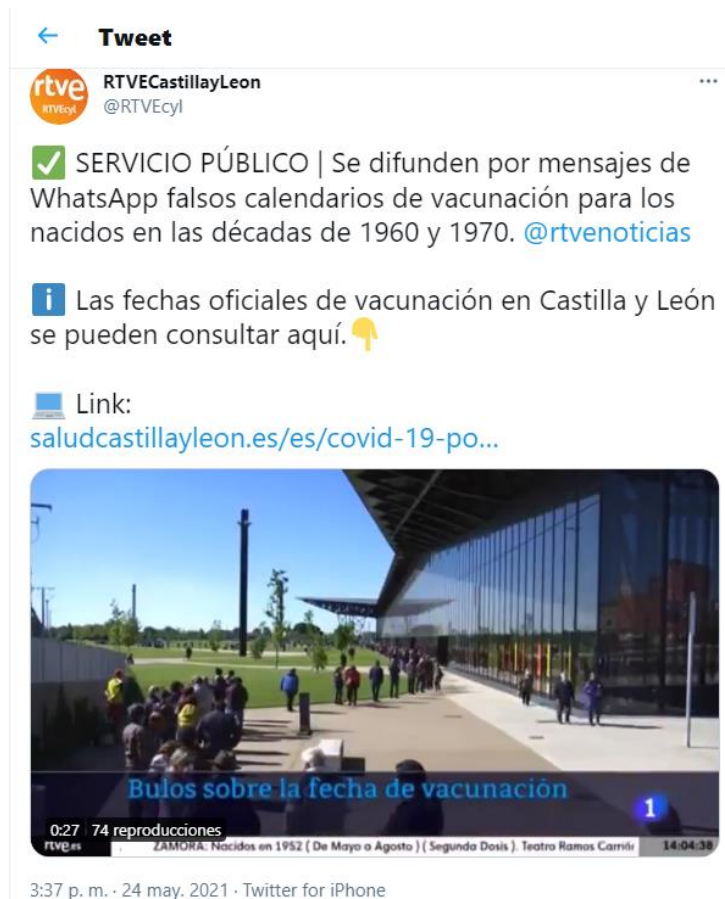 Tweet
rtve
RTVEcyl
RTVECastillayLeon
@RTVEcyl
SERVICIO PÚBLICO | Se difunden por mensajes de
WhatsApp falsos calendarios de vacunación para los
nacidos en las décadas de 1960 y 1970. @rtvenoticias
Las fechas oficiales de vacunación en Castilla y León
se pueden consultar aquí.
Link:
saludcastillayleon.es/es/covid-19-po...
Bulos sobre la fecha de vacunación
1
0:27 74 reproducciones
rtve.es ZAMORA: Nacidos en 1952 ( De Mayo a Agosto ) ( Segunda Dosis ). Teatro Ramos Carrión 14:04:38
3:37 p. m. · 24 may. 2021 · Twitter for iPhone